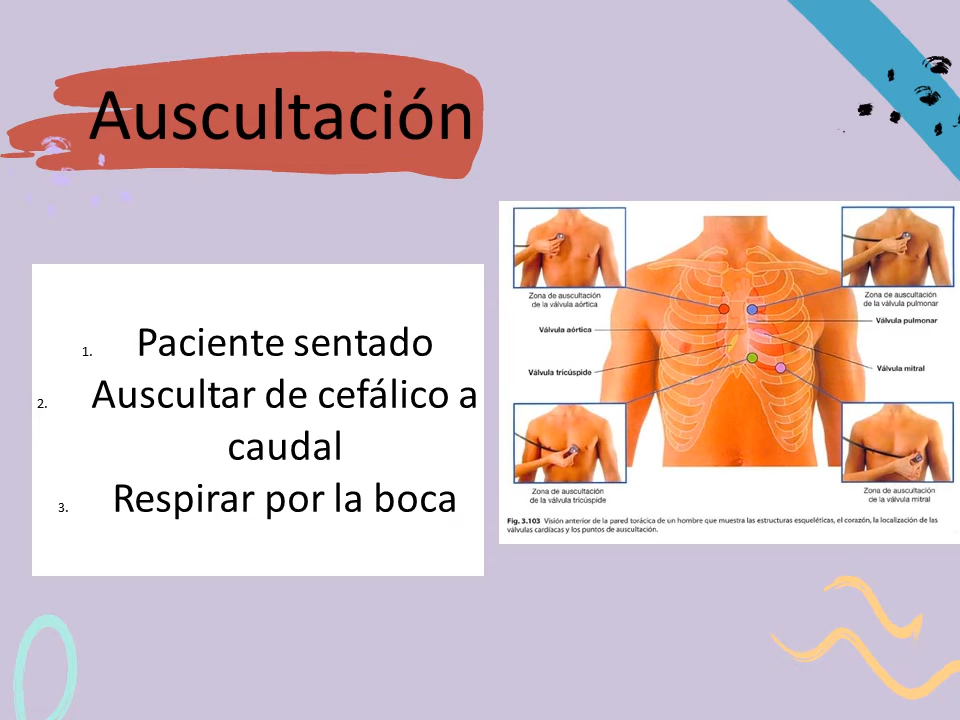 Auscultación
1. Paciente sentado
2. Auscultar de cefálico a
caudal
3. Respirar por la boca
Zona de auscultación
de la válvula aórtica
Zona de auscultación
de la válvula pulmonar
Válvula aórtica
Válvula pulmonar
Válvula tricúspide
Válvula mitral
Zona de auscultación
de la válvula tricúspide
Zona de auscultación
de la válvula mitral
Fig. 3.103 Visión anterior de la pared torácica de un hombre que muestra las estructuras esqueléticas, el corazón, la localización de las
válvulas cardíacas y los puntos de auscultación.